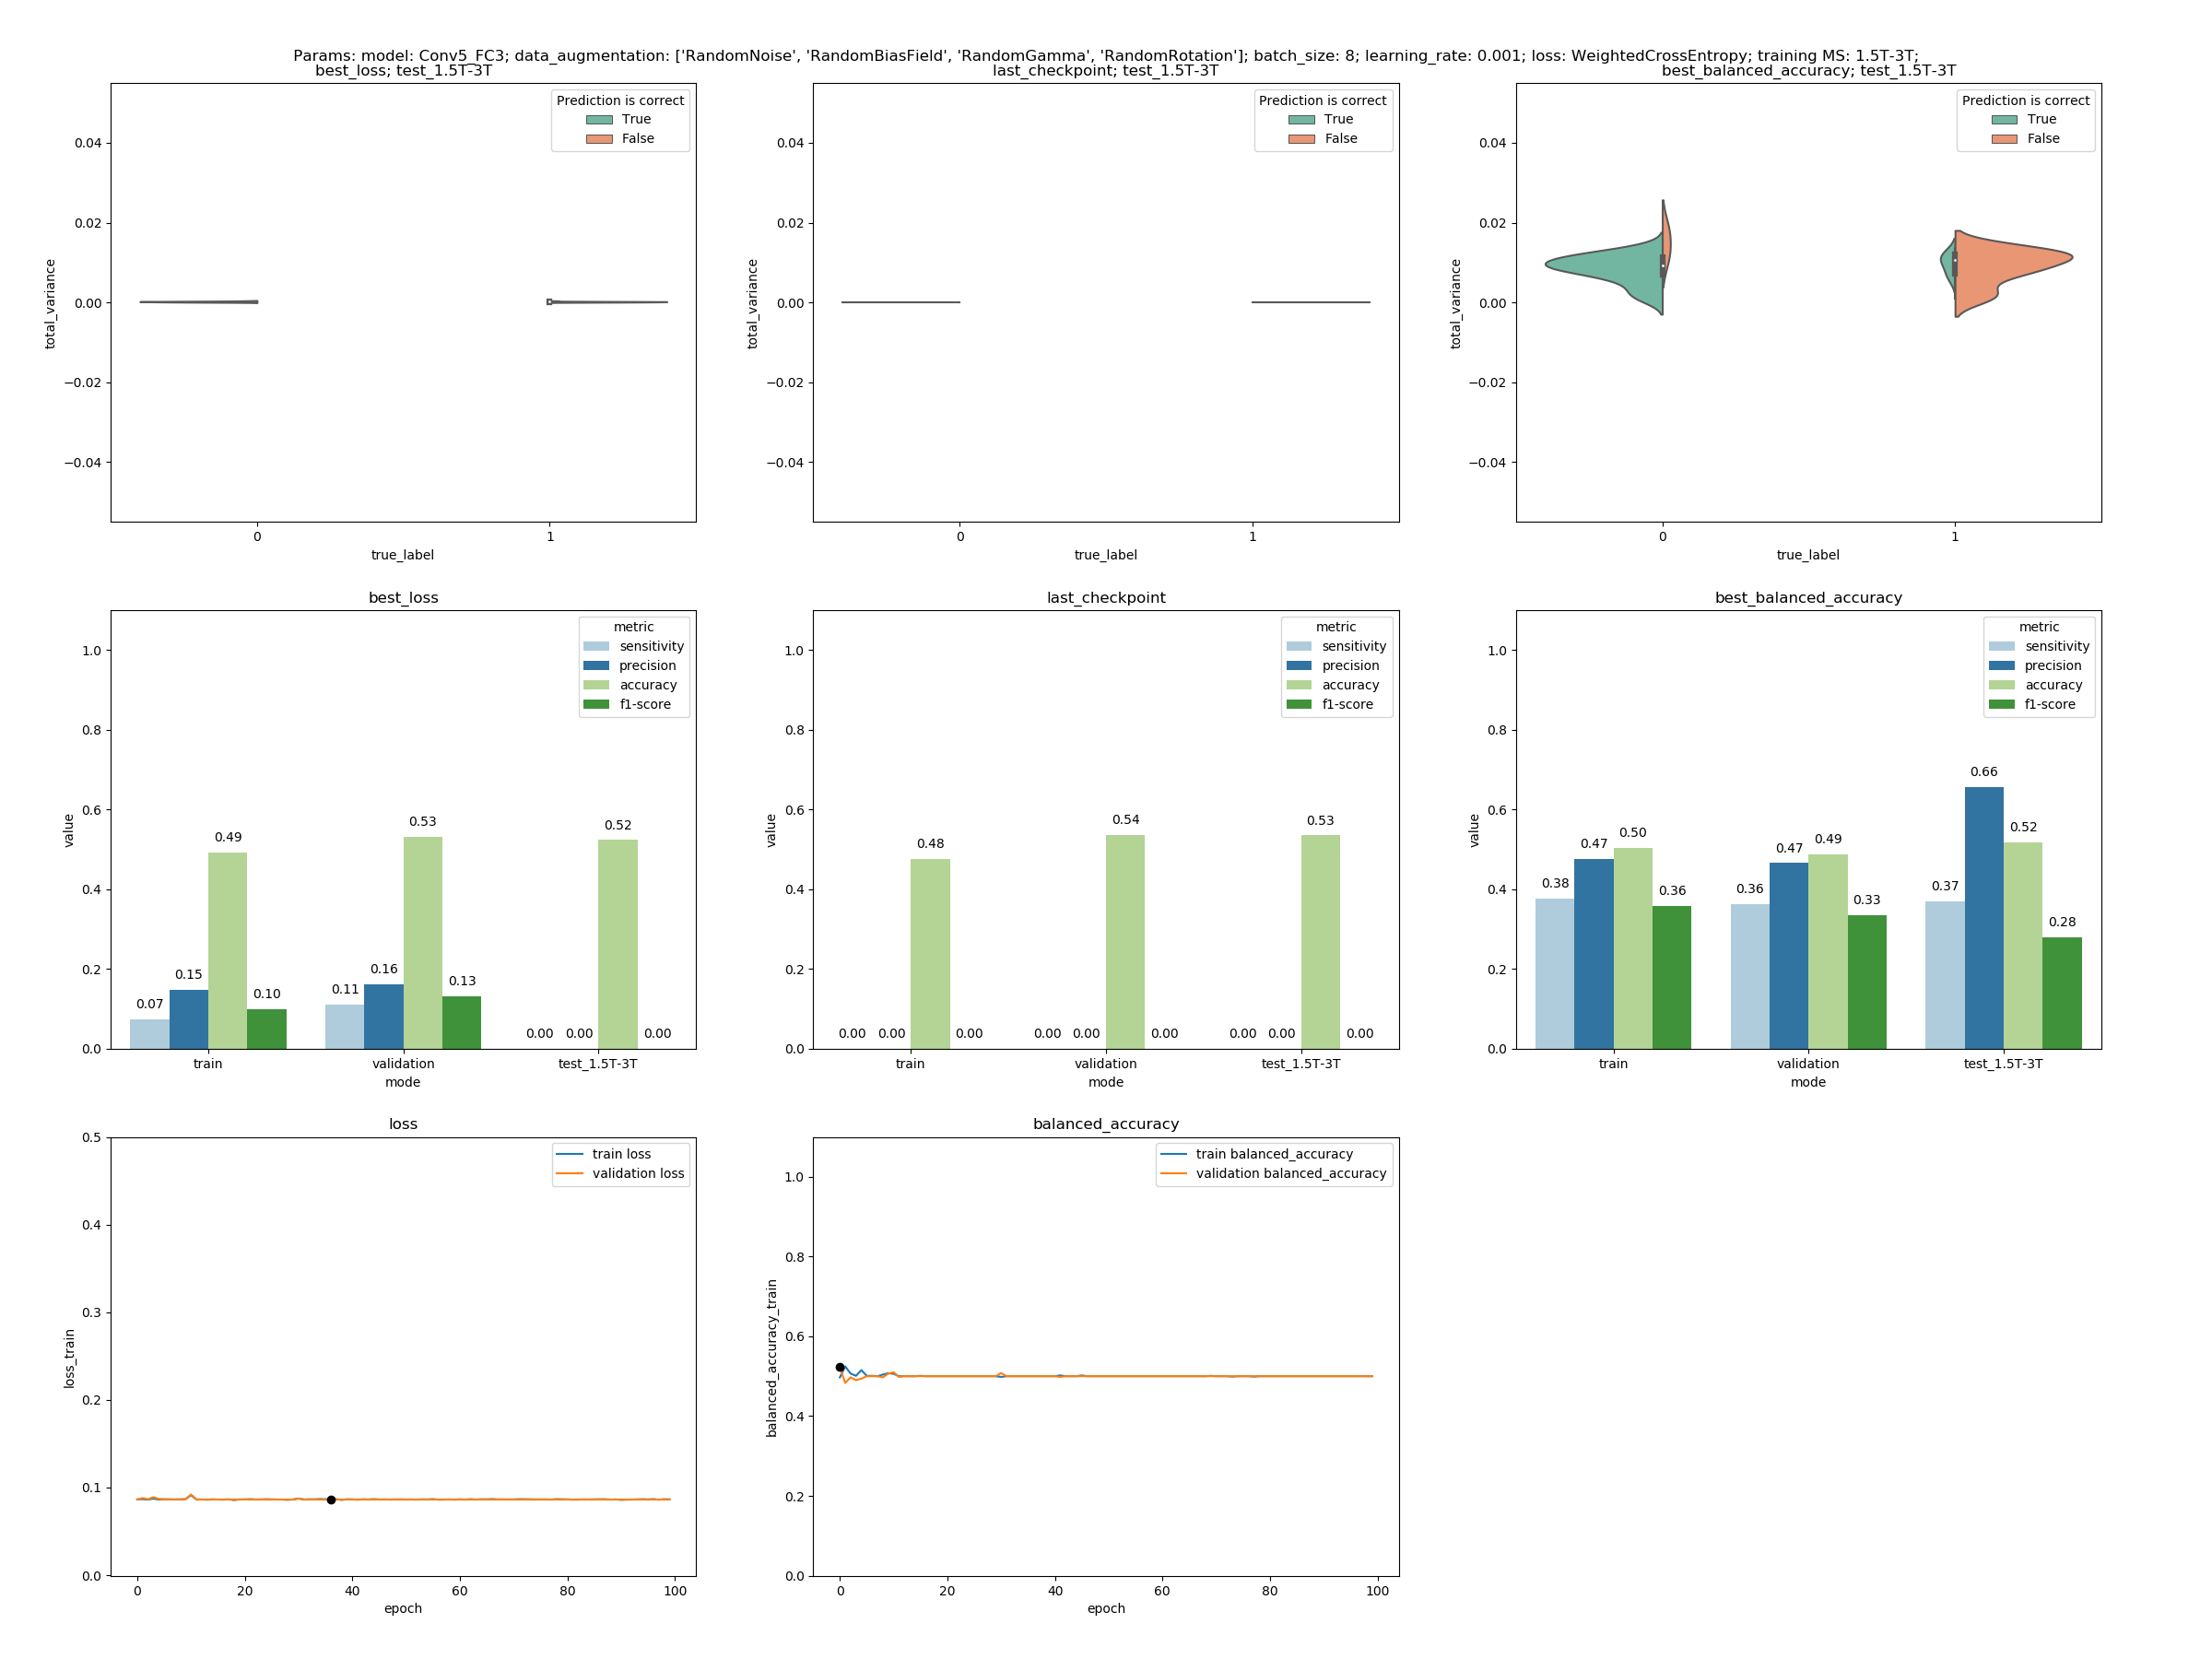 Params: model: Conv5_FC3; data_augmentation: ['RandomNoise', 'RandomBiasField', 'RandomGamma', 'RandomRotation']; batch_size: 8; learning_rate: 0.001; loss: WeightedCrossEntropy; training MS: 1.5T-3T;
best_loss; test_1.5T-3T
Prediction is correct
True
False
0.04
0.02
0.00
−0.02
−0.04
total_variance
0
1
true_label
last_checkpoint; test_1.5T-3T
Prediction is correct
True
False
0.04
0.02
0.00
−0.02
−0.04
total_variance
0
1
true_label
best_balanced_accuracy; test_1.5T-3T
Prediction is correct
True
False
0.04
0.02
0.00
−0.02
−0.04
total_variance
0
1
true_label
best_loss
metric
sensitivity
precision
accuracy
f1-score
1.0
0.8
0.6
0.4
0.2
0.0
value
0.07
0.15
0.49
0.10
0.11
0.16
0.53
0.13
0.00
0.00
0.52
0.00
train
validation
test_1.5T-3T
mode
last_checkpoint
metric
sensitivity
precision
accuracy
f1-score
1.0
0.8
0.6
0.4
0.2
0.0
value
0.00
0.00
0.48
0.00
0.00
0.00
0.54
0.00
0.00
0.00
0.53
0.00
train
validation
test_1.5T-3T
mode
best_balanced_accuracy
metric
sensitivity
precision
accuracy
f1-score
1.0
0.8
0.6
0.4
0.2
0.0
value
0.38
0.47
0.50
0.36
0.36
0.47
0.49
0.33
0.37
0.66
0.52
0.28
train
validation
test_1.5T-3T
mode
loss
train loss
validation loss
0.5
0.4
0.3
0.2
0.1
0.0
loss_train
0
20
40
60
80
100
epoch
balanced_accuracy
train balanced_accuracy
validation balanced_accuracy
1.0
0.8
0.6
0.4
0.2
0.0
balanced_accuracy_train
0
20
40
60
80
100
epoch